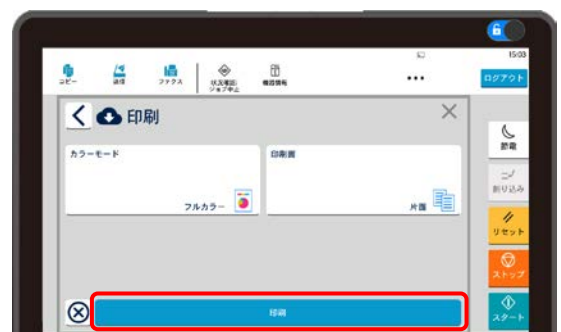 15:03
コピー
送信
ファクス
状況確認/
ジョブ中止
機器情報
ログアウト
印刷
節電
カラーモード
印刷面
割り込み
フルカラー
片面
リセット
ストップ
印刷
スタート